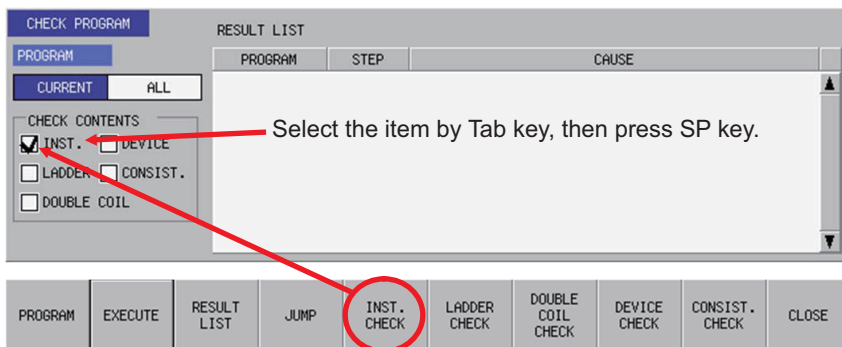 CHECK PROGRAM
RESULT LIST
PROGRAM
PROGRAM STEP CAUSE
CURRENT ALL
CHECK CONTENTS
INST. DEVICE
LADDER CONSIST.
DOUBLE COIL
Select the item by Tab key, then press SP key.
PROGRAM
EXECUTE
RESULT
LIST
JUMP
INST.
CHECK
LADDER
CHECK
DOUBLE
COIL
CHECK
DEVICE
CHECK
CONSIST.
CHECK
CLOSE